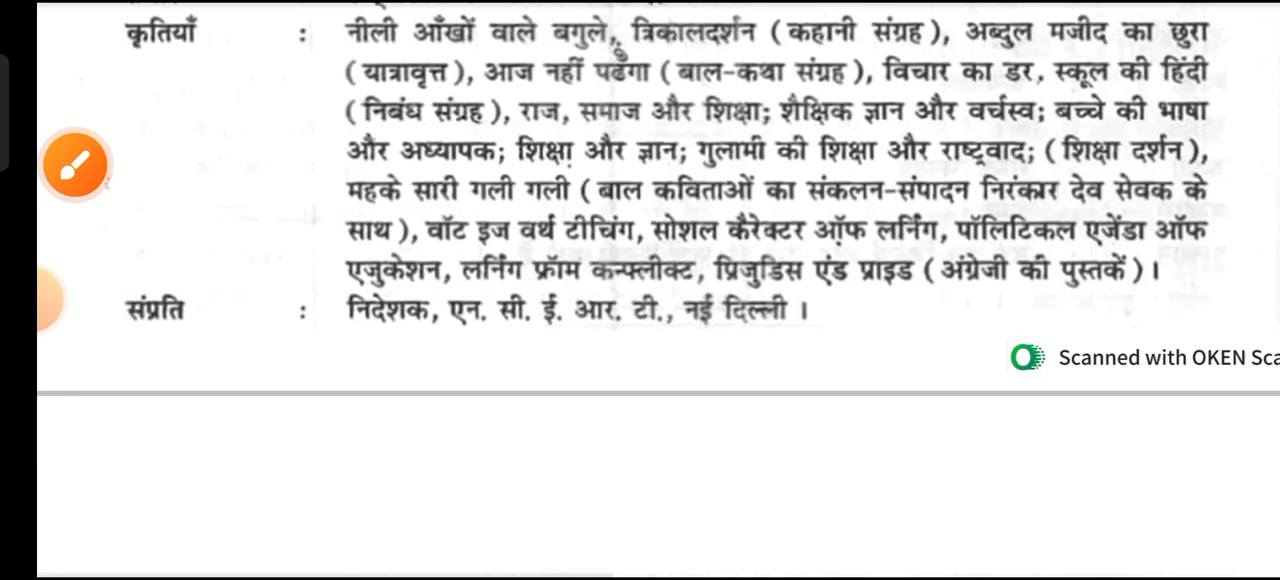 कृतियाँ : नीली आँखों वाले बगुले, त्रिकालदर्शन (कहानी संग्रह), अब्दुल मजीद का छुरा
(यात्रावृत्त), आज नहीं पढूँगा (बाल-कथा संग्रह), विचार का डर, स्कूल की हिंदी
(निबंध संग्रह), राज, समाज और शिक्षा; शैक्षिक ज्ञान और वर्चस्व; बच्चे की भाषा
और अध्यापक; शिक्षा और ज्ञान; गुलामी की शिक्षा और राष्ट्रवाद; (शिक्षा दर्शन),
महके सारी गली गली (बाल कविताओं का संकलन-संपादन निरंकार देव सेवक के
साथ), वॉट इज वर्थ टीचिंग, सोशल कैरेक्टर ऑफ लर्निंग, पॉलिटिकल एजेंडा ऑफ
एजुकेशन, लर्निंग फ्रॉम कन्फ्लीक्ट, प्रिजुडिस एंड प्राइड (अंग्रेजी की पुस्तकें)।
संप्रति : निदेशक, एन. सी. ई. आर. टी., नई दिल्ली ।
Scanned with OKEN